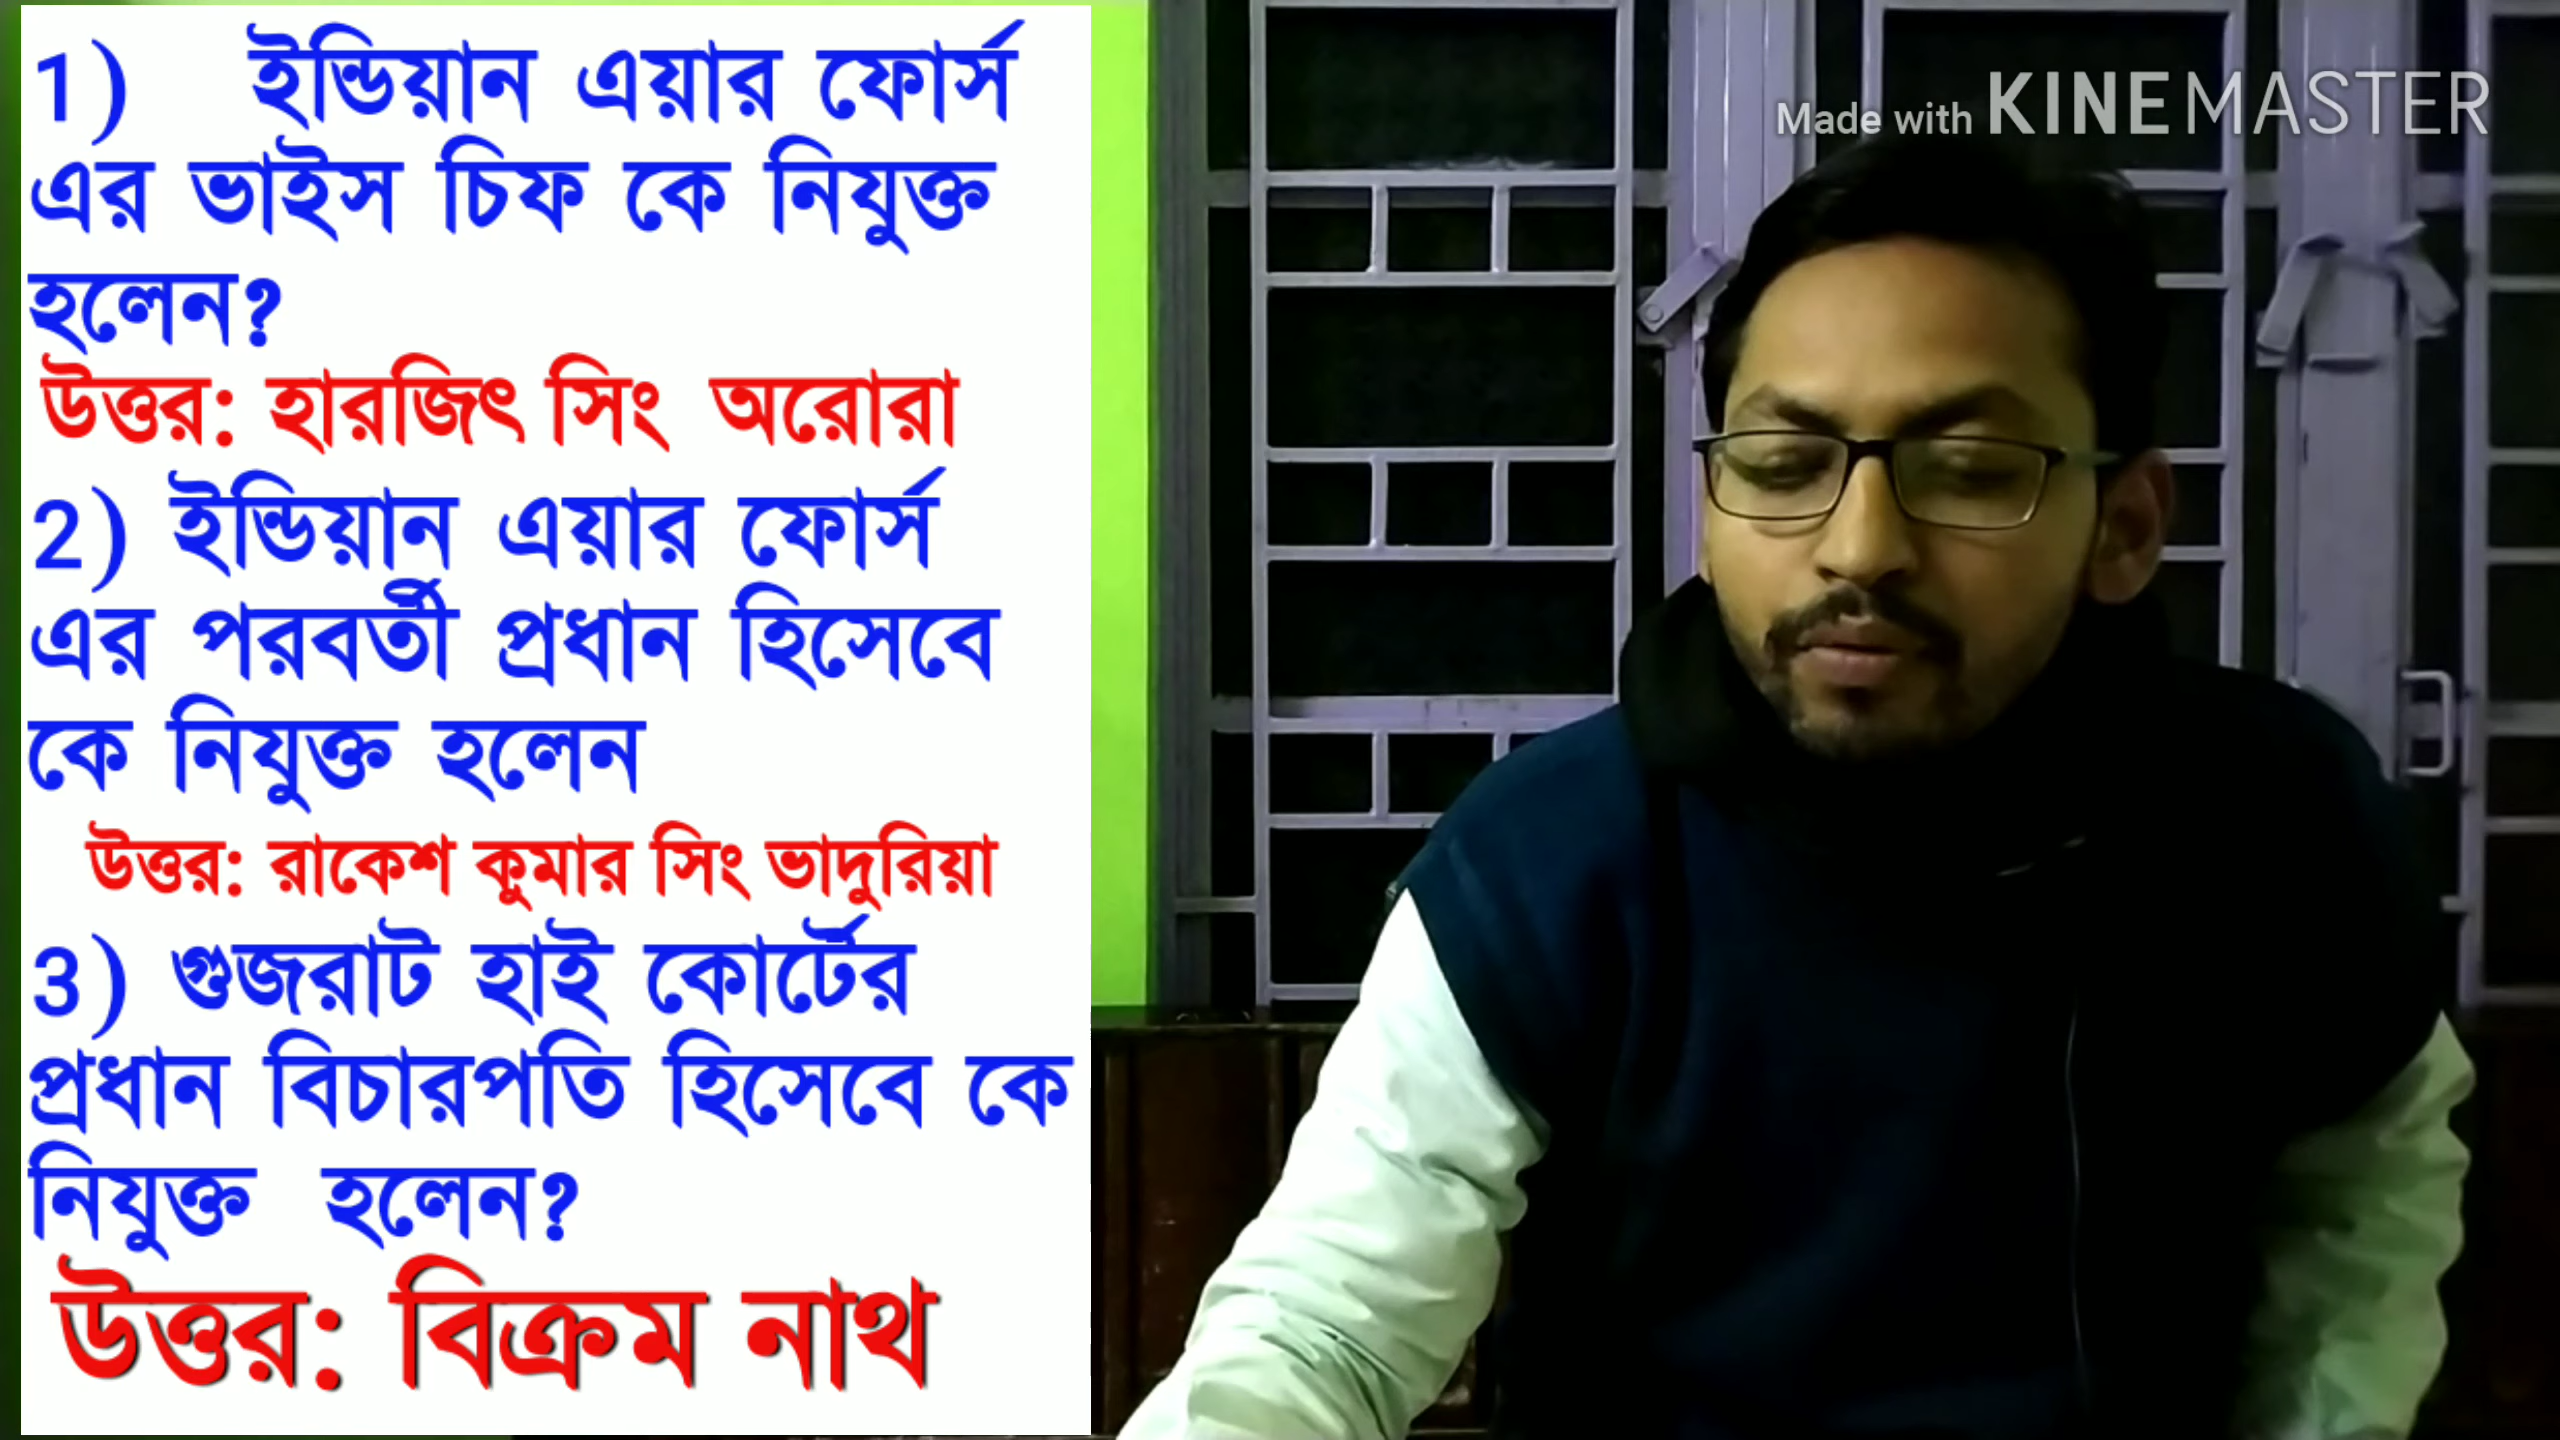 1) ইন্ডিয়ান এয়ার ফোর্স
এর ভাইস চিফ কে নিযুক্ত
হলেন?
উত্তর: হারজিৎ সিং অরোরা
2) ইন্ডিয়ান এয়ার ফোর্স
এর পরবর্তী প্রধান হিসেবে
কে নিযুক্ত হলেন
উত্তর: রাকেশ কুমার সিং ভাদুরিয়া
3) গুজরাট হাই কোর্টের
প্রধান বিচারপতি হিসেবে কে
নিযুক্ত হলেন?
উত্তর: বিক্রম নাথ
Made with KINEMASTER